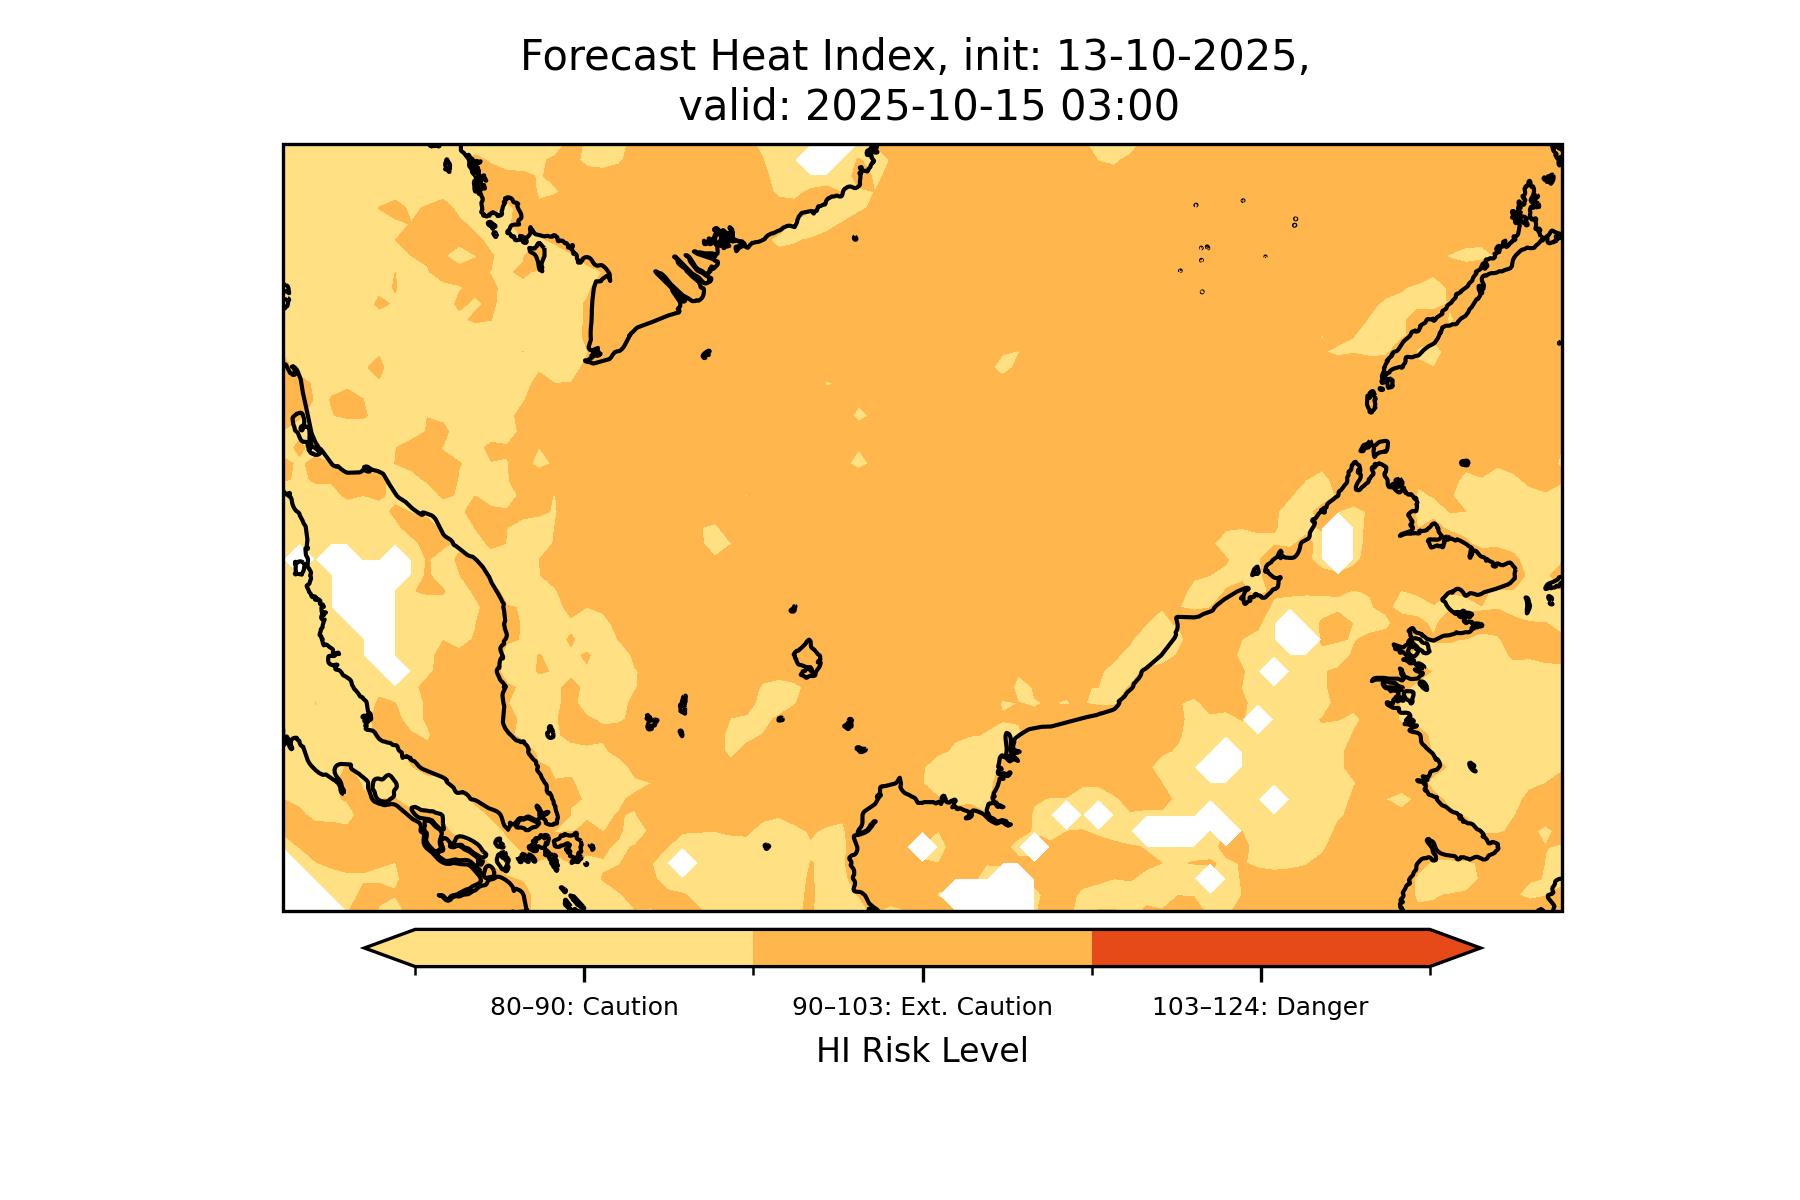 Forecast Heat Index, init: 13-10-2025,
valid: 2025-10-15 03:00
80–90: Caution
90–103: Ext. Caution
103–124: Danger
HI Risk Level